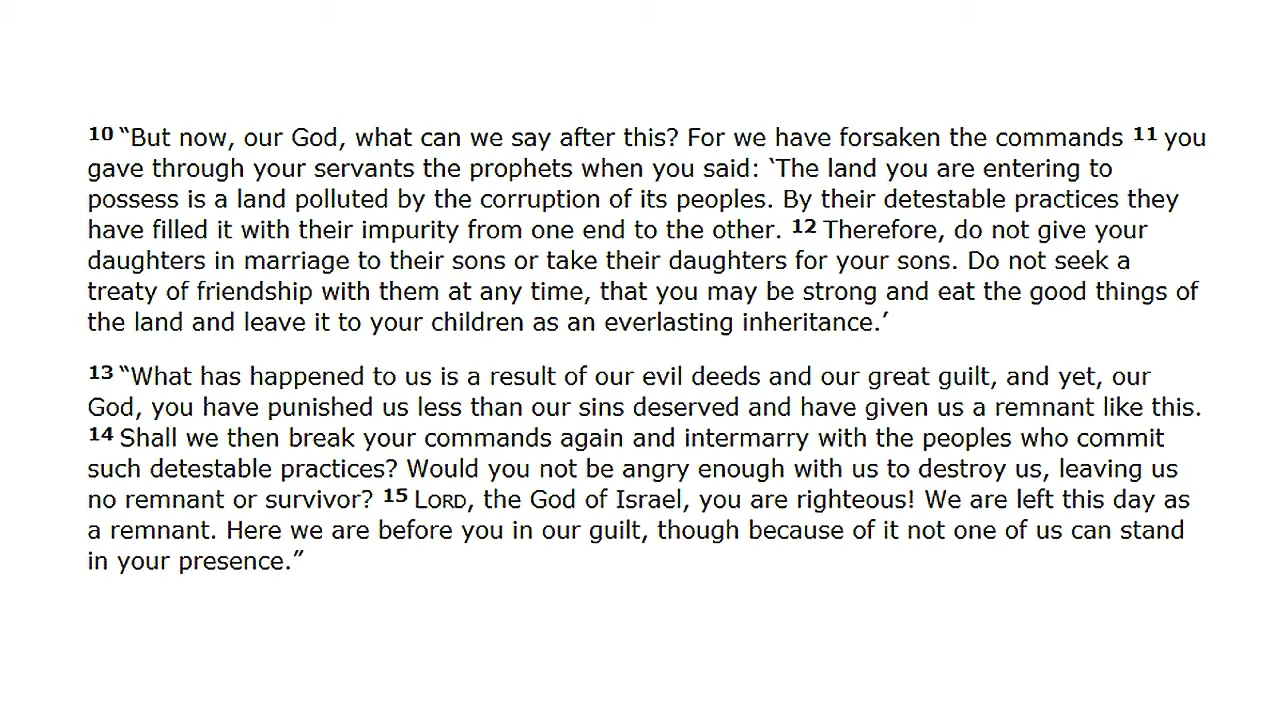 10 “But now, our God, what can we say after this? For we have forsaken the commands 11 you
gave through your servants the prophets when you said: ‘The land you are entering to
possess is a land polluted by the corruption of its peoples. By their detestable practices they
have filled it with their impurity from one end to the other. 12 Therefore, do not give your
daughters in marriage to their sons or take their daughters for your sons. Do not seek a
treaty of friendship with them at any time, that you may be strong and eat the good things of
the land and leave it to your children as an everlasting inheritance.’
13 “What has happened to us is a result of our evil deeds and our great guilt, and yet, our
God, you have punished us less than our sins deserved and have given us a remnant like this.
14 Shall we then break your commands again and intermarry with the peoples who commit
such detestable practices? Would you not be angry enough with us to destroy us, leaving us
no remnant or survivor? 15 LORD, the God of Israel, you are righteous! We are left this day as
a remnant. Here we are before you in our guilt, though because of it not one of us can stand
in your presence.”